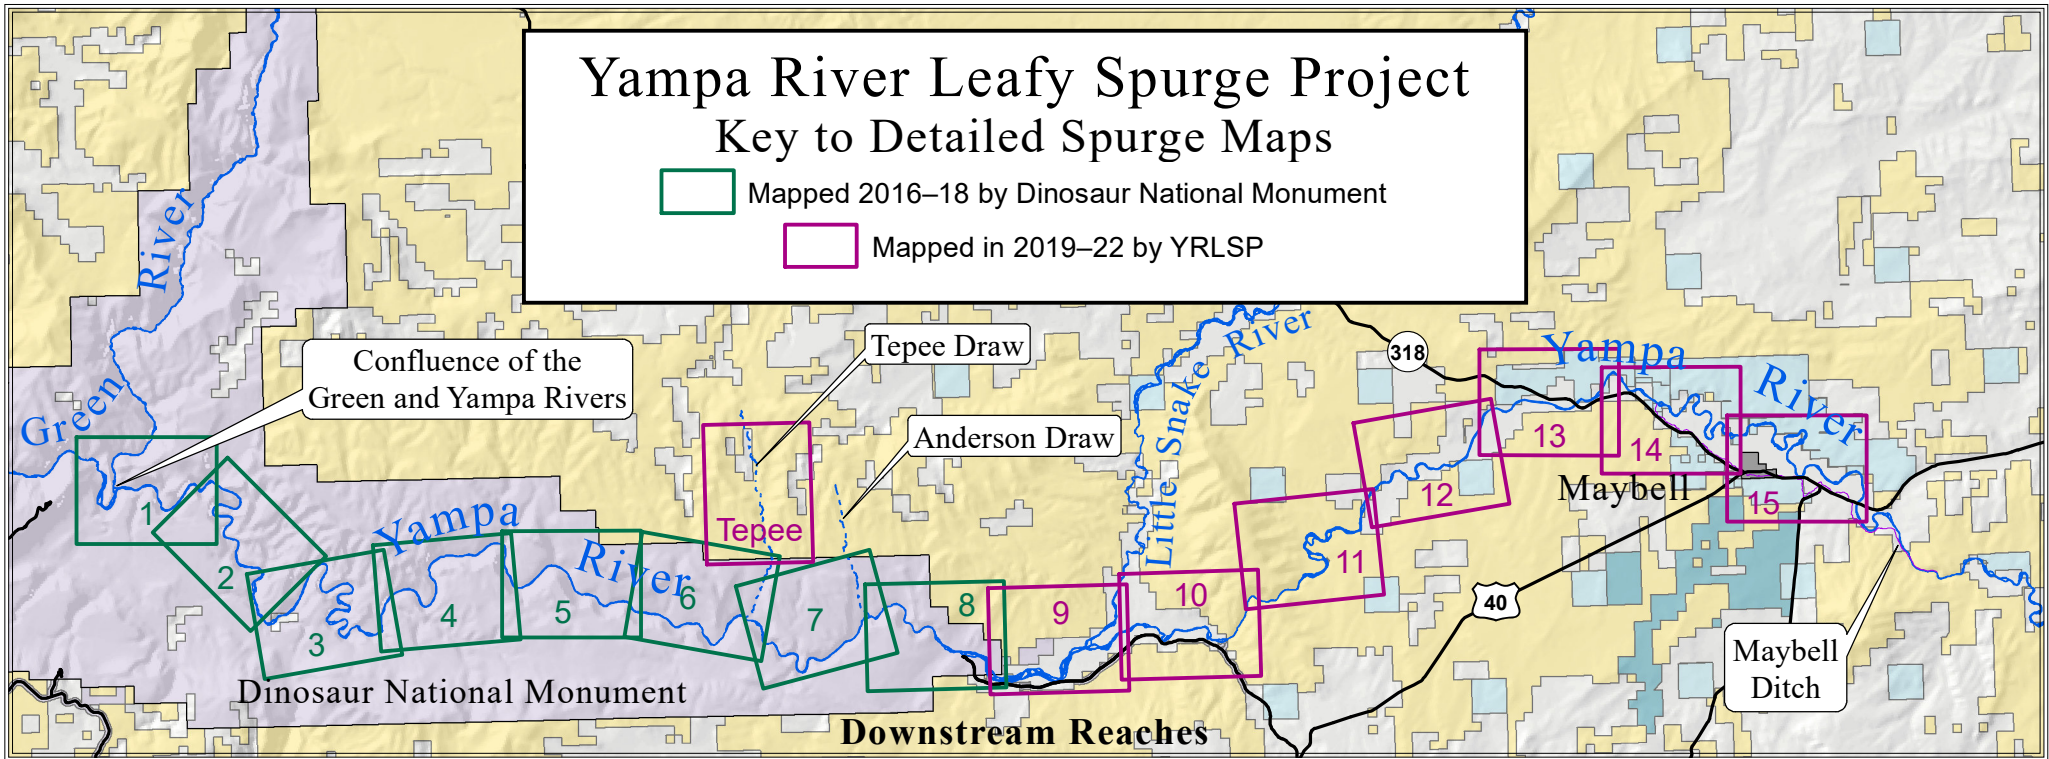 Yampa River Leafy Spurge Project
Key to Detailed Spurge Maps
Mapped 2016–18 by Dinosaur National Monument
Mapped in 2019–22 by YRLSP
Green River
Confluence of the
Green and Yampa Rivers
Tepee Draw
Anderson Draw
Little Snake River
318
Yampa River
Yampa River
Tepee
1
2
3
4
5
6
7
8
9
10
11
12
13
14
15
Maybell
40
Maybell
Ditch
Dinosaur National Monument
Downstream Reaches